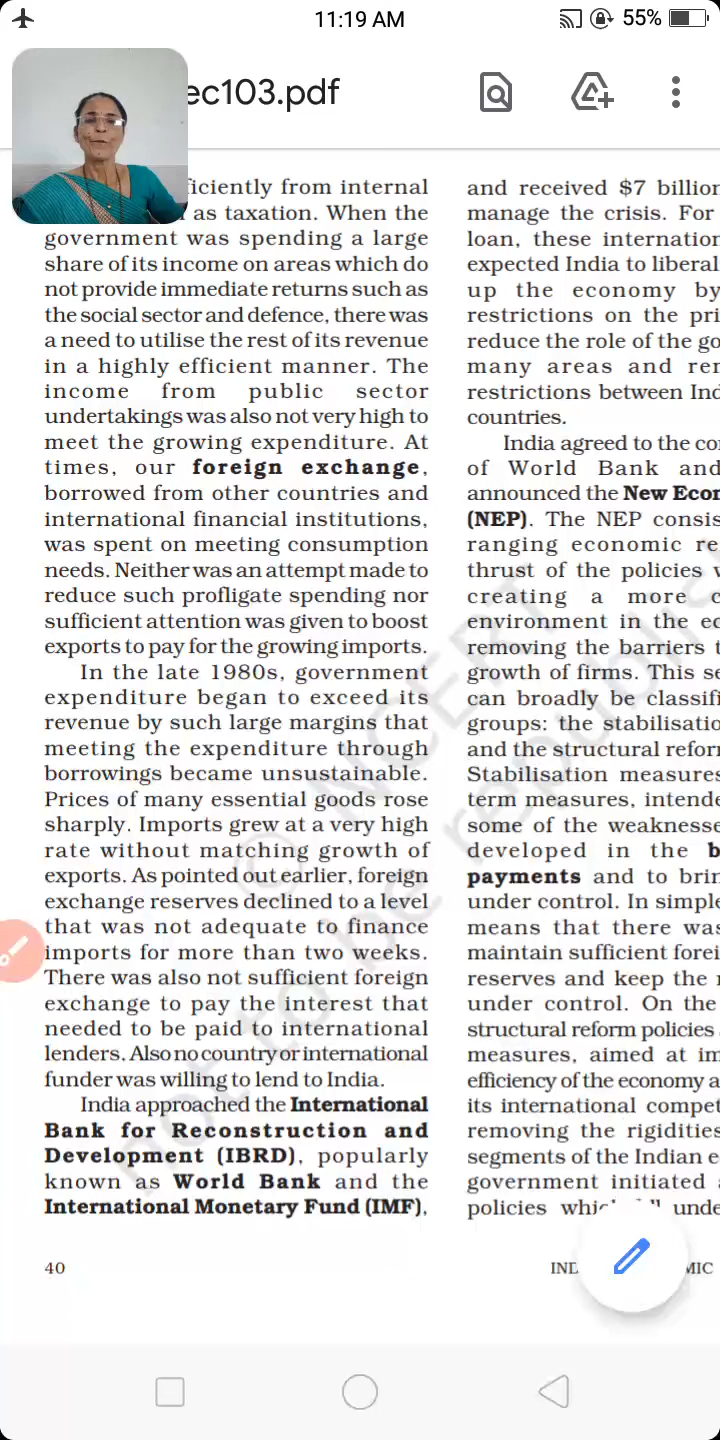 11:19 AM
55%
ec103.pdf
ficiently from internal
as taxation. When the
government was spending a large
share of its income on areas which do
not provide immediate returns such as
the social sector and defence, there was
a need to utilise the rest of its revenue
in a highly efficient manner. The
income from public sector
undertakings was also not very high to
meet the growing expenditure. At
times, our foreign exchange,
borrowed from other countries and
international financial institutions,
was spent on meeting consumption
needs. Neither was an attempt made to
reduce such profligate spending nor
sufficient attention was given to boost
exports to pay for the growing imports.
In the late 1980s, government
expenditure began to exceed its
revenue by such large margins that
meeting the expenditure through
borrowings became unsustainable.
Prices of many essential goods rose
sharply. Imports grew at a very high
rate without matching growth of
exports. As pointed out earlier, foreign
exchange reserves declined to a level
that was not adequate to finance
imports for more than two weeks.
There was also not sufficient foreign
exchange to pay the interest that
needed to be paid to international
lenders. Also no country or international
funder was willing to lend to India.
India approached the International
Bank for Reconstruction and
Development (IBRD), popularly
known as World Bank and the
International Monetary Fund (IMF),
40
and received $7 billion
manage the crisis. For
loan, these internation
expected India to liberal
up the economy by
restrictions on the pri
reduce the role of the go
many areas and rem
restrictions between Ind
countries.
India agreed to the con
of World Bank and
announced the New Econ
(NEP). The NEP consis
ranging economic re
thrust of the policies w
creating a more c
environment in the ec
removing the barriers t
growth of firms. This se
can broadly be classifi
groups: the stabilisatio
and the structural refor
Stabilisation measures
term measures, intende
some of the weaknesse
developed in the b
payments and to brin
under control. In simple
means that there was
maintain sufficient forei
reserves and keep the
under control. On the
structural reform policies
measures, aimed at im
efficiency of the economy a
its international compet
removing the rigidities
segments of the Indian e
government initiated
policies whic unde
IND MIC
© NCERT
not to be republish